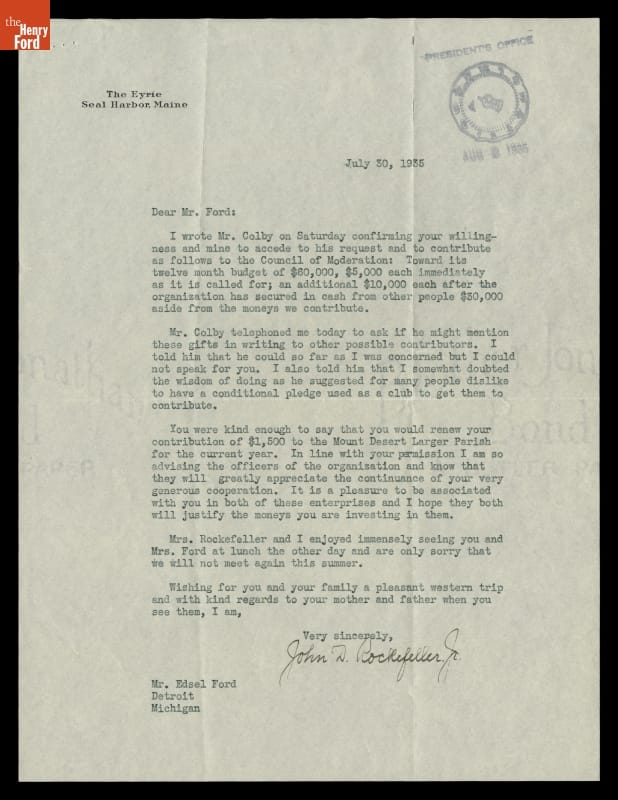 the
Henry
Ford
PRESIDENT'S OFFICE
The Eyrie
Seal Harbor, Maine
AUG 2 1935
July 30, 1935
Dear Mr. Ford:
I wrote Mr. Colby on Saturday confirming your willing-
ness and mine to accede to his request and to contribute
as follows to the Council of Moderation: Toward its
twelve month budget of $60,000, $5,000 each immediately
as it is called for; an additional $10,000 each after the
organization has secured in cash from other people $30,000
aside from the moneys we contribute.
Mr. Colby telephoned me today to ask if he might mention
these gifts in writing to other possible contributors. I
told him that he could so far as I was concerned but I could
not speak for you. I also told him that I somewhat doubted
the wisdom of doing as he suggested for many people dislike
to have a conditional pledge used as a club to get them to
contribute.
You were kind enough to say that you would renew your
contribution of $1,500 to the Mount Desert Larger Parish
for the current year. In line with your permission I am so
advising the officers of the organization and know that
they will greatly appreciate the continuance of your very
generous cooperation. It is a pleasure to be associated
with you in both of these enterprises and I hope they both
will justify the moneys you are investing in them.
Mrs. Rockefeller and I enjoyed immensely seeing you and
Mrs. Ford at lunch the other day and are only sorry that
we will not meet again this summer.
Wishing for you and your family a pleasant western trip
and with kind regards to your mother and father when you
see them, I am,
Very sincerely,
John D. Rockefeller, Jr.
Mr. Edsel Ford
Detroit
Michigan